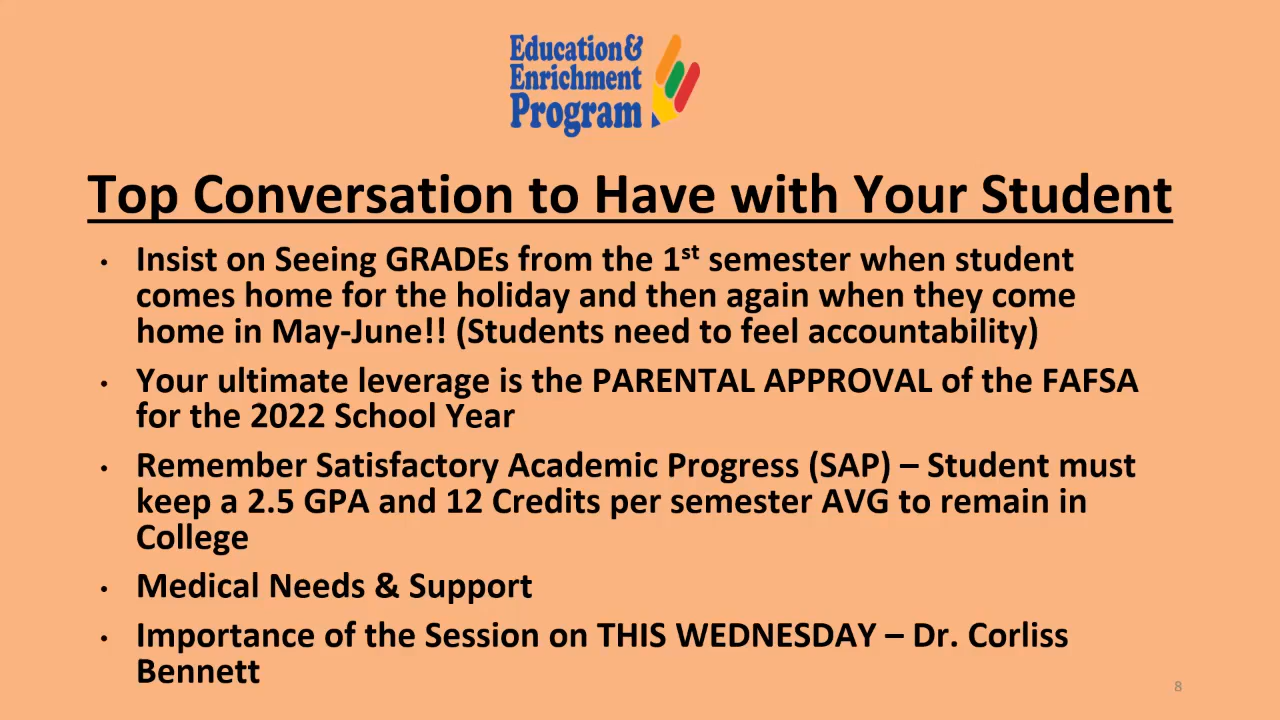 Education&
Enrichment
Program
Top Conversation to Have with Your Student
• Insist on Seeing GRADEs from the 1st semester when student
comes home for the holiday and then again when they come
home in May-June!! (Students need to feel accountability)
• Your ultimate leverage is the PARENTAL APPROVAL of the FAFSA
for the 2022 School Year
• Remember Satisfactory Academic Progress (SAP) – Student must
keep a 2.5 GPA and 12 Credits per semester AVG to remain in
College
• Medical Needs & Support
• Importance of the Session on THIS WEDNESDAY – Dr. Corliss
Bennett
8